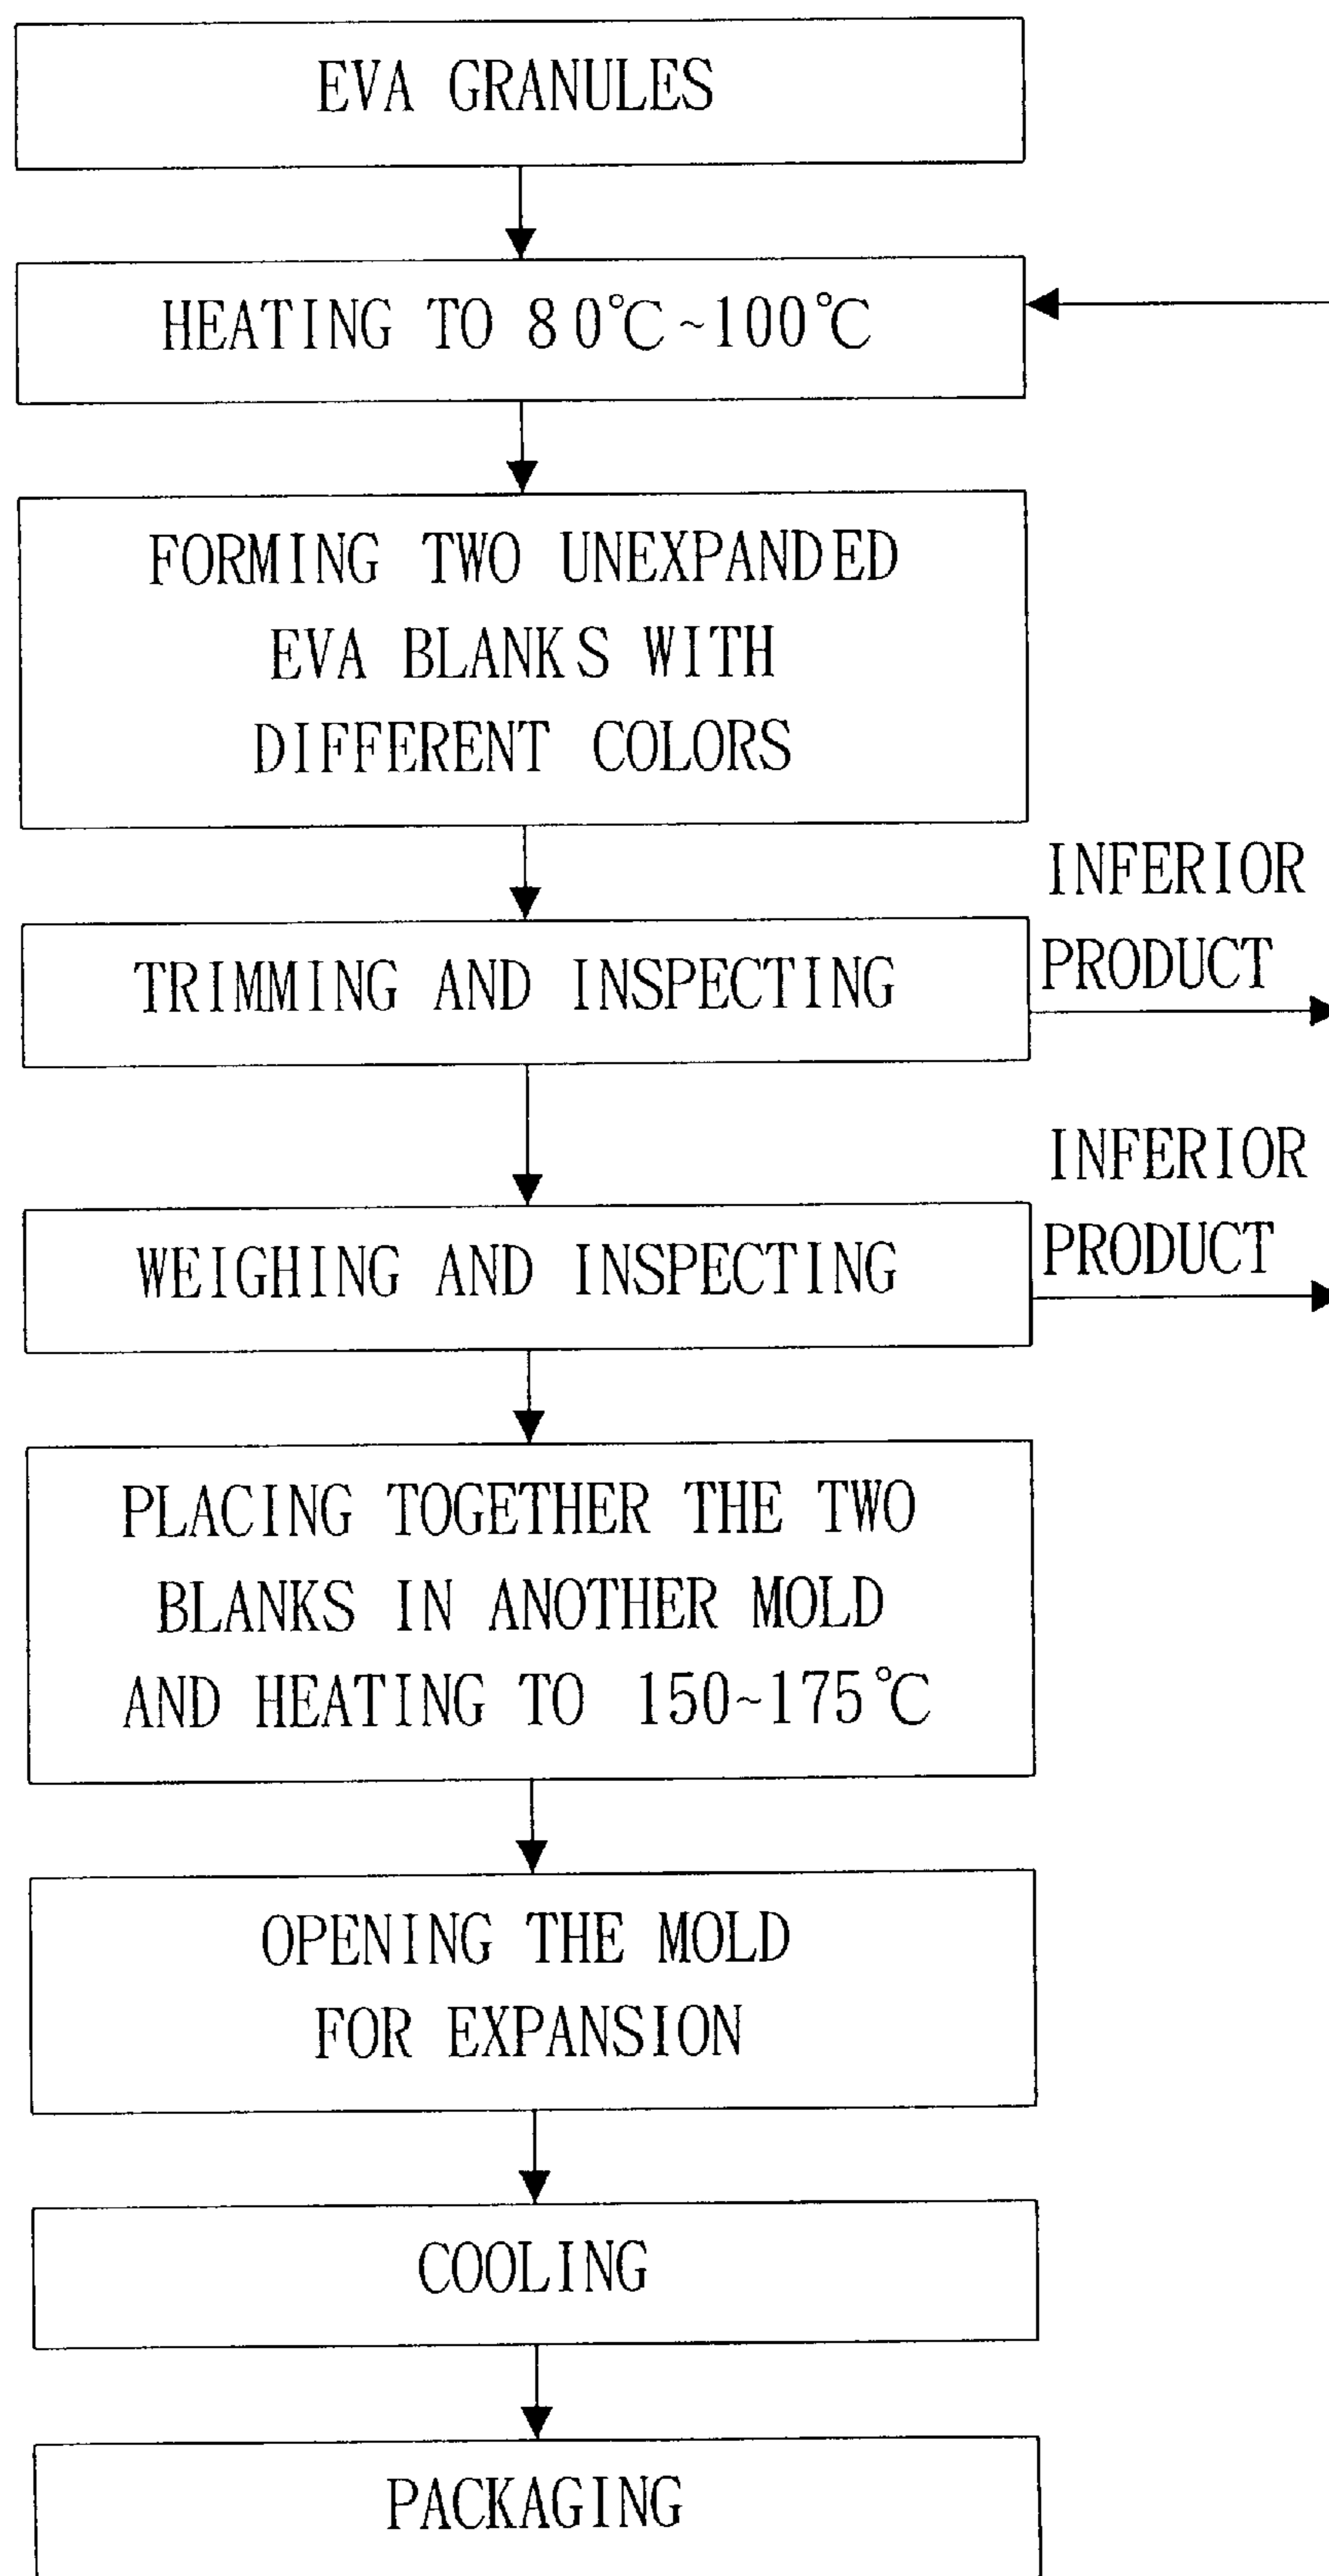 EVA GRANULES
HEATING TO 80℃~100℃
FORMING TWO UNEXPANDED
EVA BLANKS WITH
DIFFERENT COLORS
INFERIOR
PRODUCT
TRIMMING AND INSPECTING
INFERIOR
PRODUCT
WEIGHING AND INSPECTING
PLACING TOGETHER THE TWO
BLANKS IN ANOTHER MOLD
AND HEATING TO 150~175℃
OPENING THE MOLD
FOR EXPANSION
COOLING
PACKAGING